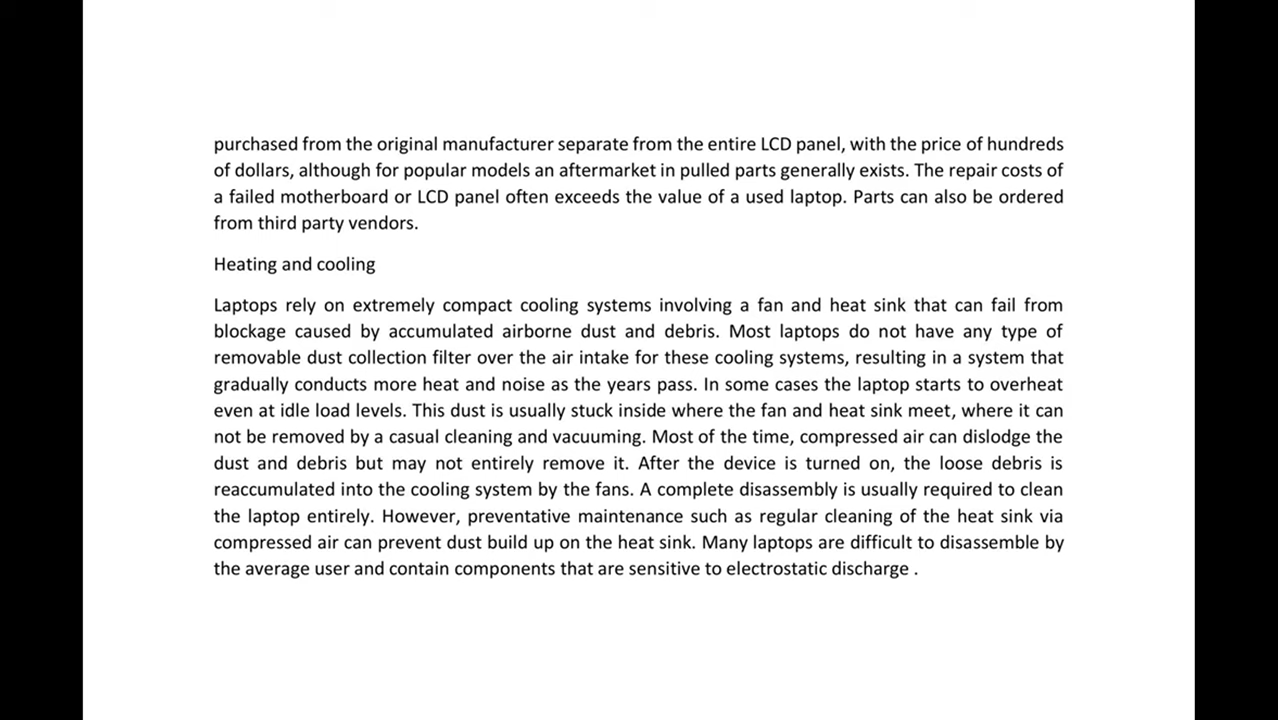 purchased from the original manufacturer separate from the entire LCD panel, with the price of hundreds
of dollars, although for popular models an aftermarket in pulled parts generally exists. The repair costs of
a failed motherboard or LCD panel often exceeds the value of a used laptop. Parts can also be ordered
from third party vendors.
Heating and cooling
Laptops rely on extremely compact cooling systems involving a fan and heat sink that can fail from
blockage caused by accumulated airborne dust and debris. Most laptops do not have any type of
removable dust collection filter over the air intake for these cooling systems, resulting in a system that
gradually conducts more heat and noise as the years pass. In some cases the laptop starts to overheat
even at idle load levels. This dust is usually stuck inside where the fan and heat sink meet, where it can
not be removed by a casual cleaning and vacuuming. Most of the time, compressed air can dislodge the
dust and debris but may not entirely remove it. After the device is turned on, the loose debris is
reaccumulated into the cooling system by the fans. A complete disassembly is usually required to clean
the laptop entirely. However, preventative maintenance such as regular cleaning of the heat sink via
compressed air can prevent dust build up on the heat sink. Many laptops are difficult to disassemble by
the average user and contain components that are sensitive to electrostatic discharge .